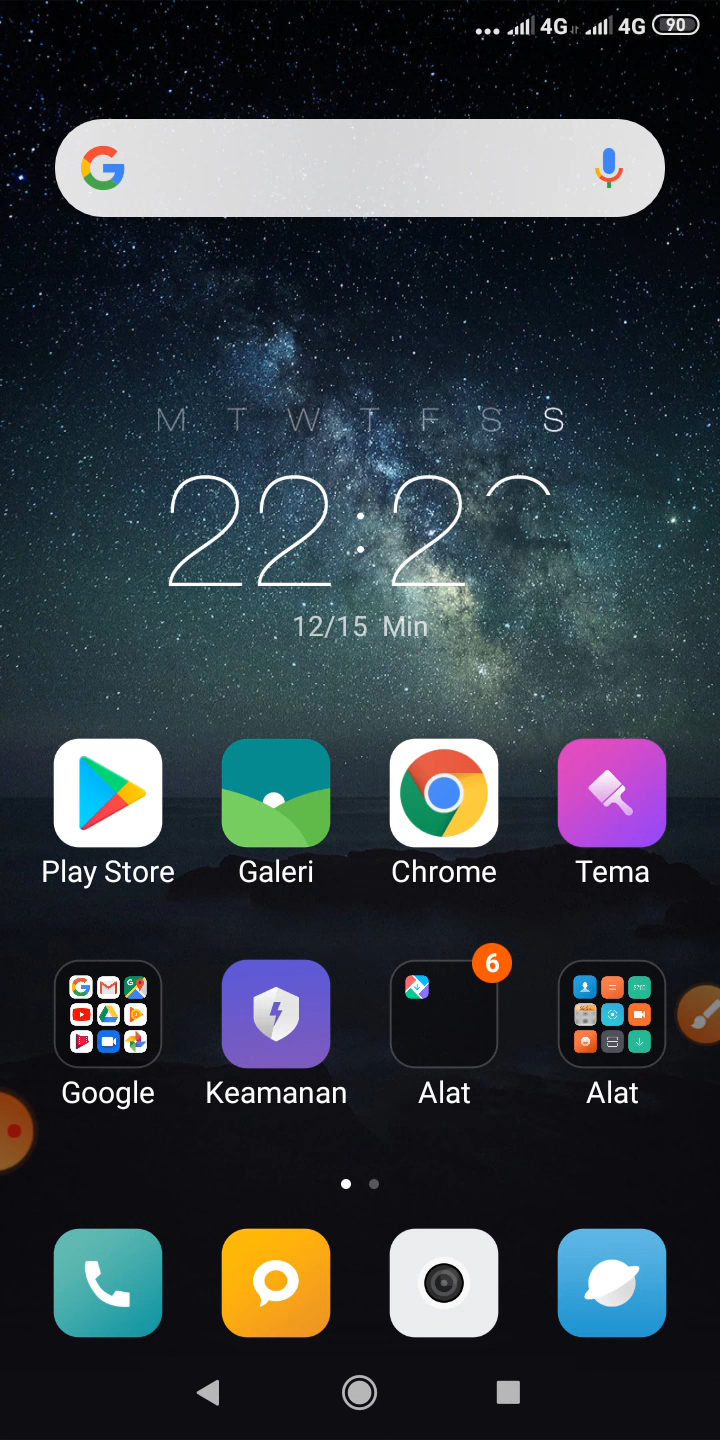 4G 4G 90
M T W T F S S
22:2
12/15 Min
Play Store Galeri Chrome Tema
6
Google Keamanan Alat Alat